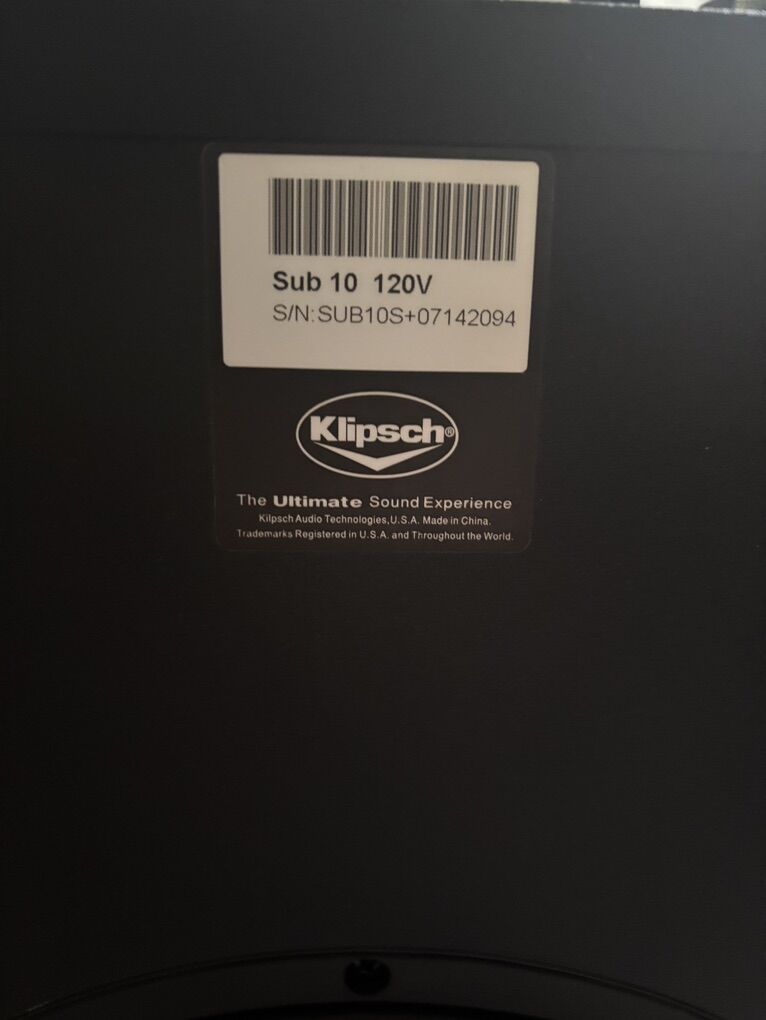 Sub 10 120V
S/N:SUB10S+07142094
Klipsch®
The Ultimate Sound Experience
Kilpsch Audio Technologies,U.S.A. Made in China.
Trademarks Registered in U.S.A. and Throughout the World.